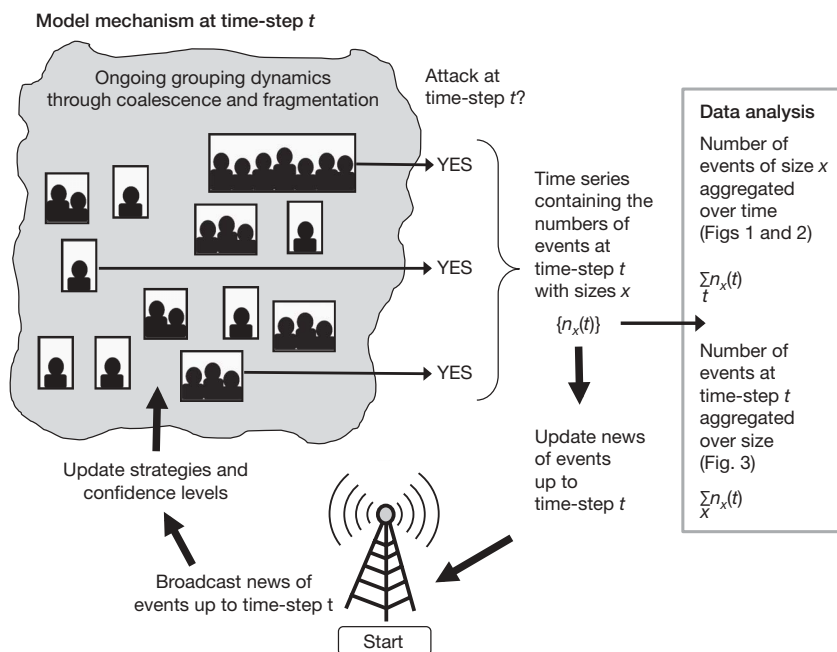 Model mechanism at time-step t
Ongoing grouping dynamics
through coalescence and fragmentation
Attack at
time-step t?
YES
YES
YES
Time series
containing the
numbers of
events at
time-step t
with sizes x
{nₓ(t)}
Update news
of events
up to
time-step t
Data analysis
Number of
events of size x
aggregated
over time
(Figs 1 and 2)
∑nₓ(t)
t
Number of
events at
time-step t
aggregated
over size
(Fig. 3)
∑nₓ(t)
x
Update strategies and
confidence levels
Broadcast news of
events up to time-step t
Start